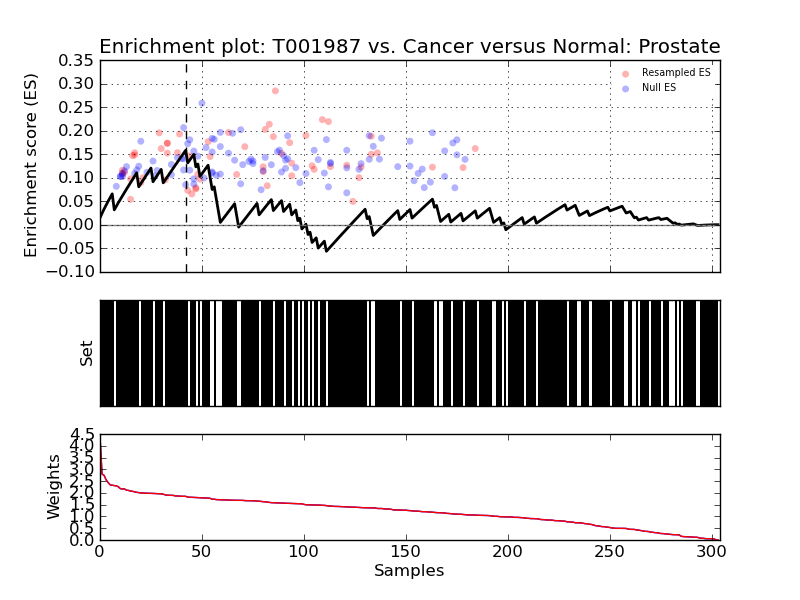 Enrichment plot: T001987 vs. Cancer versus Normal: Prostate
Enrichment score (ES)
0.35
0.30
0.25
0.20
0.15
0.10
0.05
0.00
−0.05
−0.10
Resampled ES
Null ES
Set
Weights
4.5
4.0
3.5
3.0
2.5
2.0
1.5
1.0
0.5
0.0
0 50 100 150 200 250 300
Samples